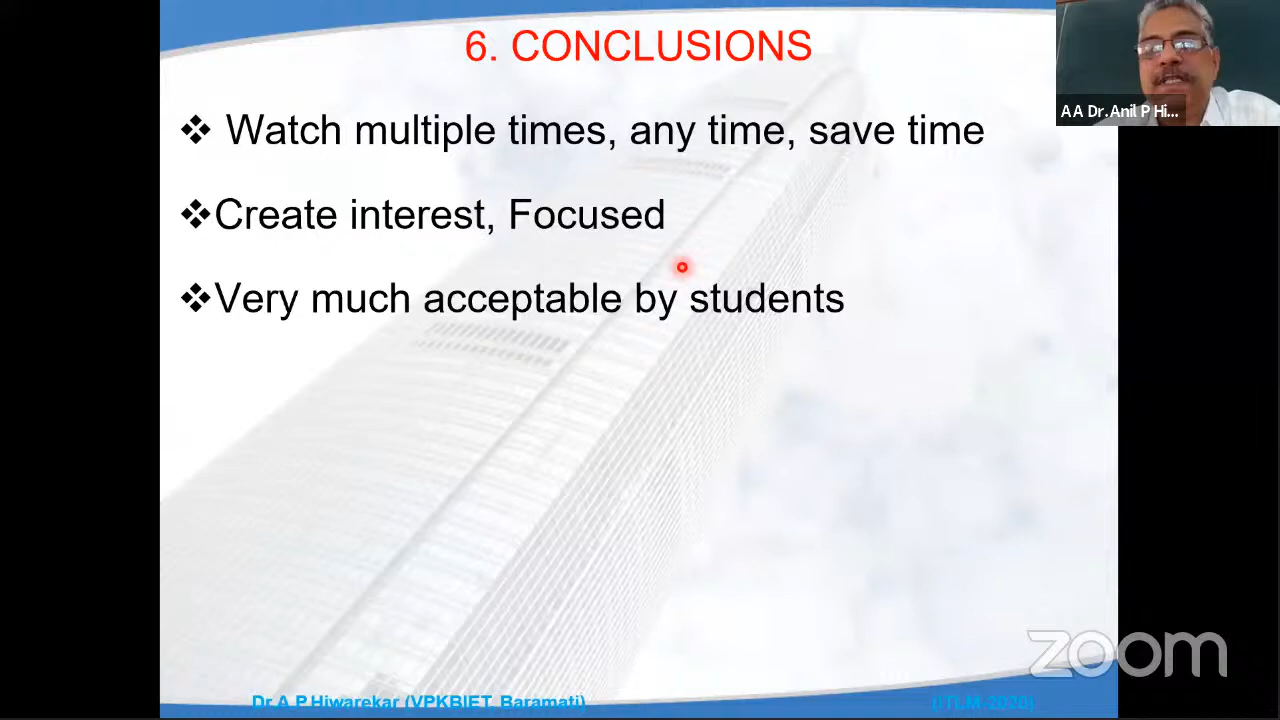 6. CONCLUSIONS
A A Dr.Anil P Hi...
❖ Watch multiple times, any time, save time
❖Create interest, Focused
❖Very much acceptable by students
zoom
Dr.A.P.Hiwarekar (VPKBIET, Baramati)
(ITLM-2020)